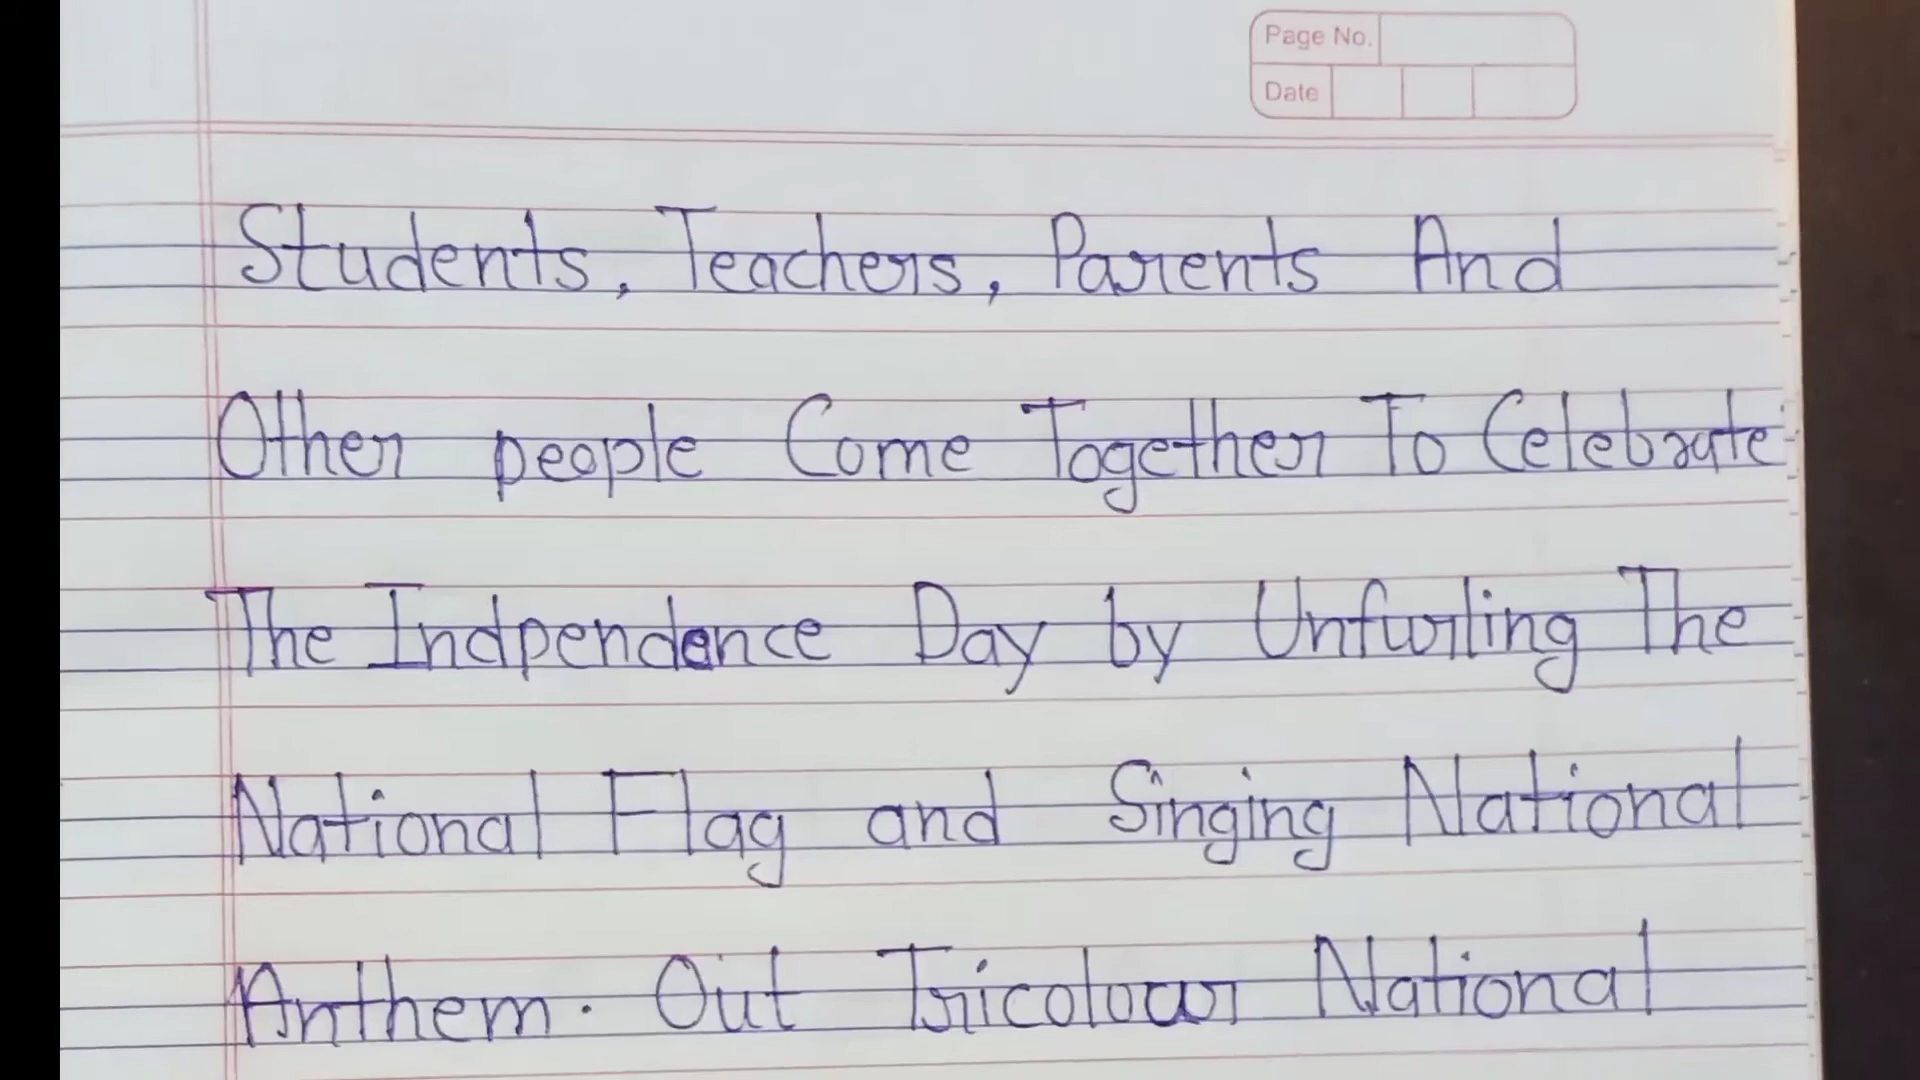 Page No.
Date
Students, Teachers, Parents And
Other people Come Together To Celebrate
The Indpendence Day by Unfurling The
National Flag and Singing National
Anthem. Out Tricolour National